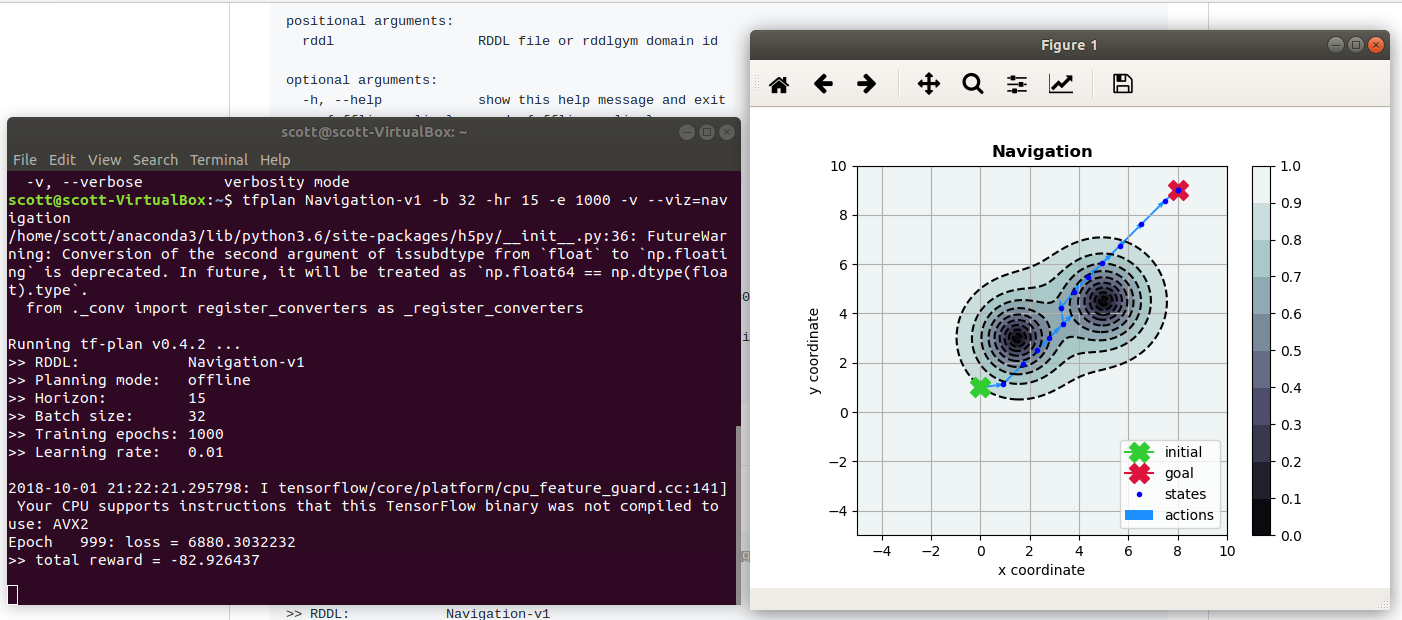 positional arguments:
rddl RDDL file or rddlgym domain id
optional arguments:
-h, --help show this help message and exit
scott@scott-VirtualBox: ~
File Edit View Search Terminal Help
-v, --verbose verbosity mode
scott@scott-VirtualBox:~$ tfplan Navigation-v1 -b 32 -hr 15 -e 1000 -v --viz=nav
igation
/home/scott/anaconda3/lib/python3.6/site-packages/h5py/__init__.py:36: FutureWar
ning: Conversion of the second argument of issubdtype from `float` to `np.floati
ng` is deprecated. In future, it will be treated as `np.float64 == np.dtype(floa
t).type`.
from ._conv import register_converters as _register_converters
Running tf-plan v0.4.2 ...
>> RDDL: Navigation-v1
>> Planning mode: offline
>> Horizon: 15
>> Batch size: 32
>> Training epochs: 1000
>> Learning rate: 0.01
2018-10-01 21:22:21.295798: I tensorflow/core/platform/cpu_feature_guard.cc:141]
Your CPU supports instructions that this TensorFlow binary was not compiled to
use: AVX2
Epoch 999: loss = 6880.3032232
>> total reward = -82.926437
>> RDDL: Navigation-v1
Figure 1
Navigation
10
8
6
4
2
0
−2
−4
y coordinate
−4 −2 0 2 4 6 8 10
x coordinate
initial
goal
states
actions
1.0
0.9
0.8
0.7
0.6
0.5
0.4
0.3
0.2
0.1
0.0